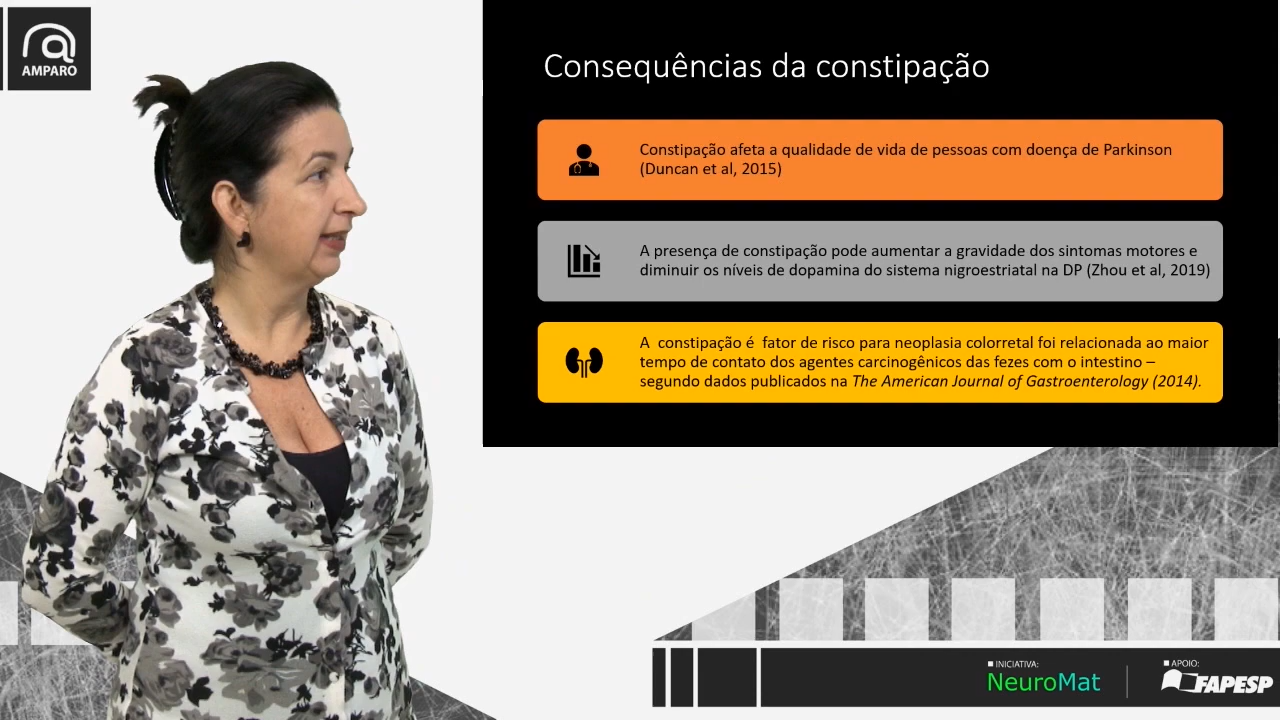 AMPARO
Consequências da constipação
Constipação afeta a qualidade de vida de pessoas com doença de Parkinson
(Duncan et al, 2015)
A presença de constipação pode aumentar a gravidade dos sintomas motores e
diminuir os níveis de dopamina do sistema nigroestriatal na DP (Zhou et al, 2019)
A  constipação é  fator de risco para neoplasia colorretal foi relacionada ao maior
tempo de contato dos agentes carcinogênicos das fezes com o intestino –
segundo dados publicados na The American Journal of Gastroenterology (2014).
INICIATIVA:
NeuroMat
APOIO:
FAPESP